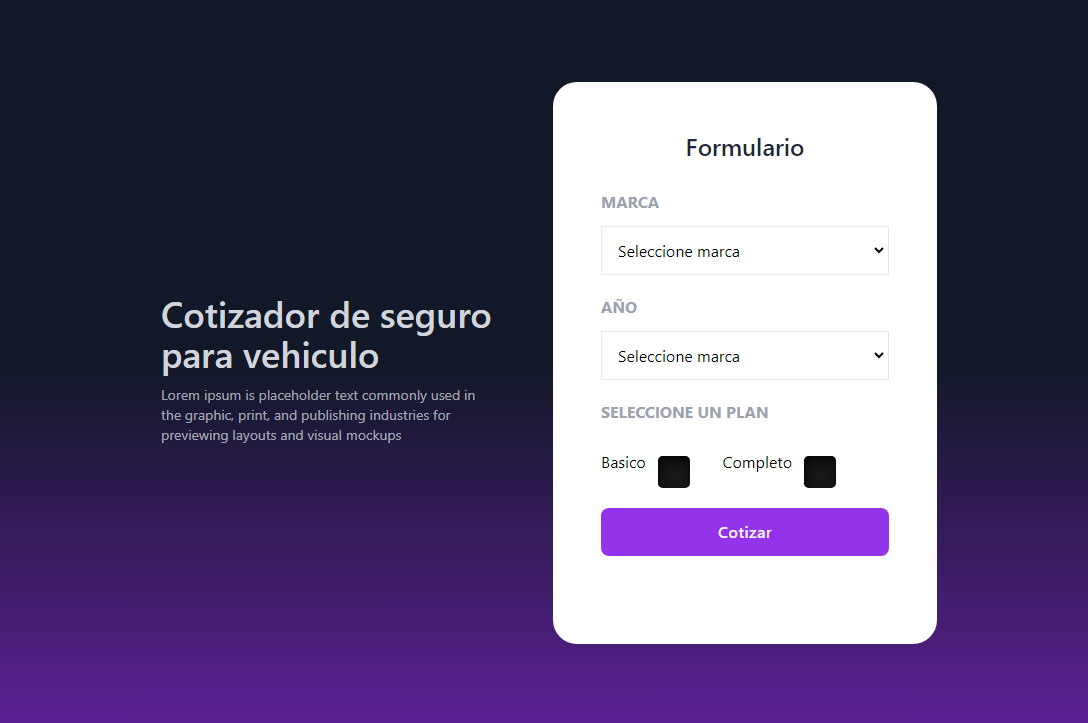 Cotizador de seguro
para vehiculo
Lorem ipsum is placeholder text commonly used in
the graphic, print, and publishing industries for
previewing layouts and visual mockups
Formulario
MARCA
Seleccione marca
AÑO
Seleccione marca
SELECCIONE UN PLAN
Basico Completo
Cotizar